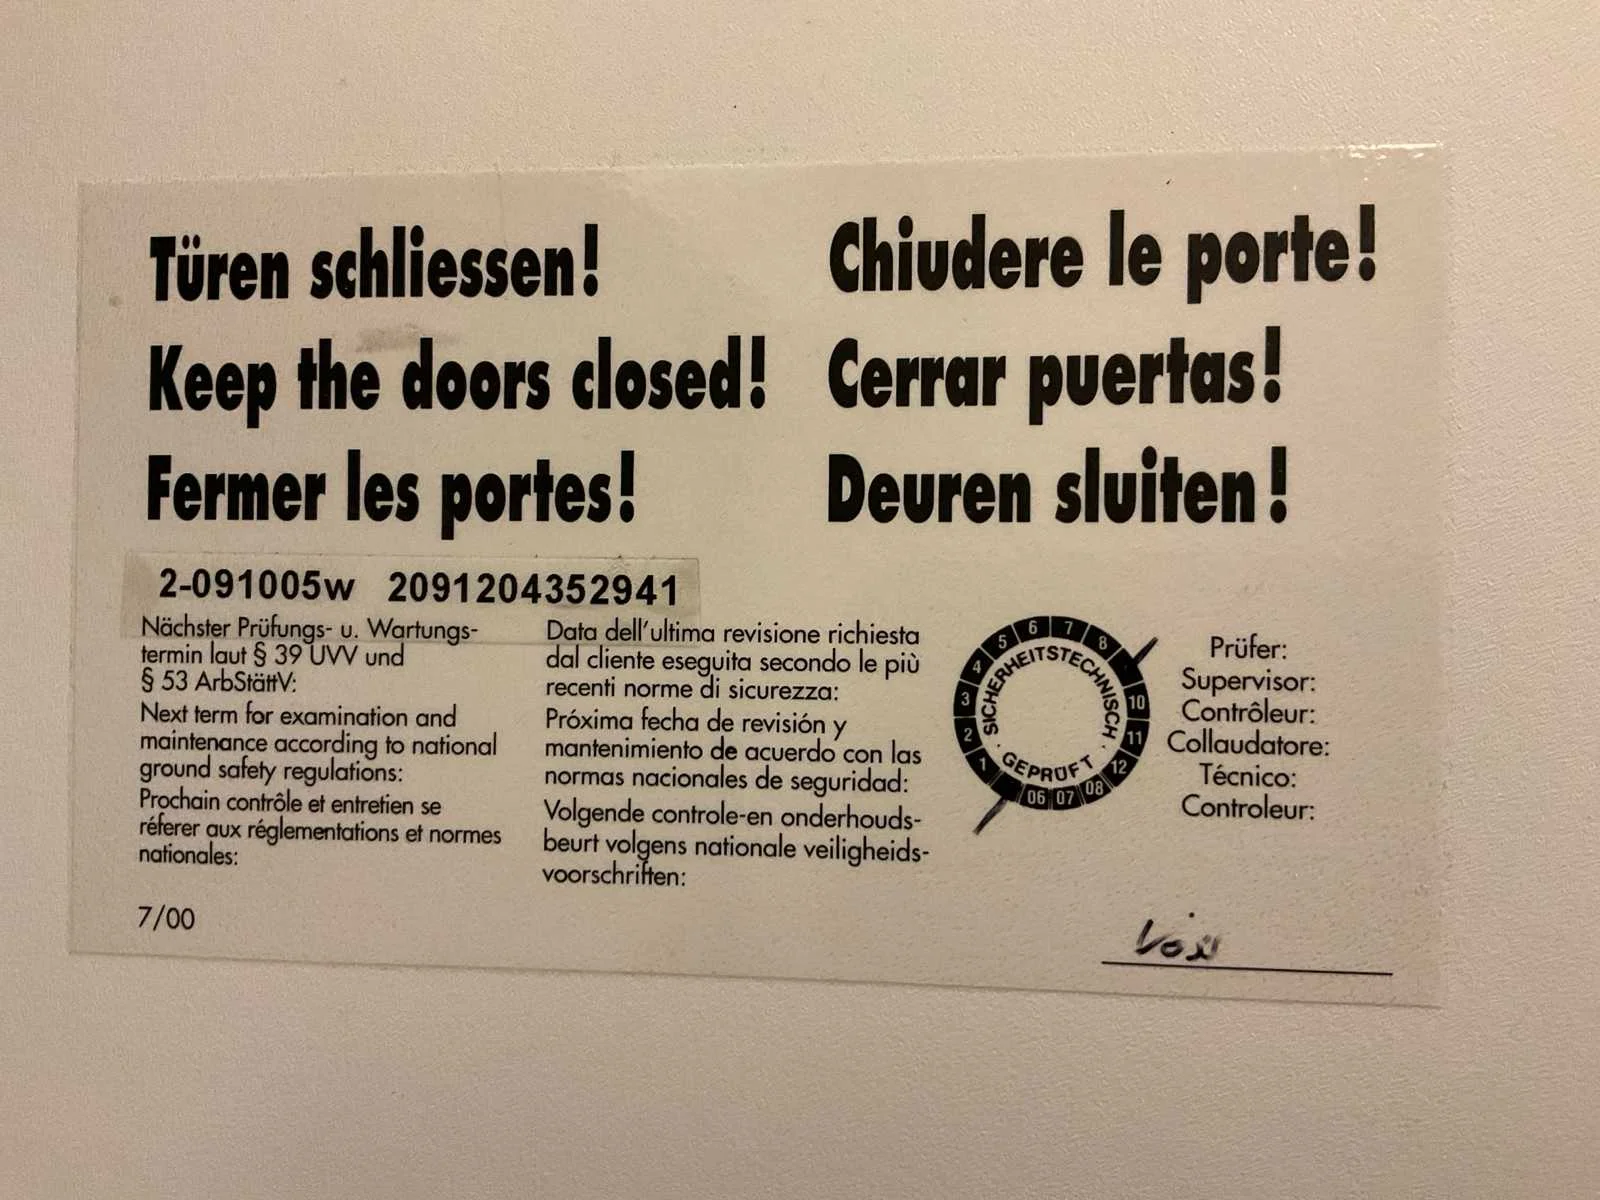 Türen schliessen!
Keep the doors closed!
Fermer les portes!
Chiudere le porte!
Cerrar puertas!
Deuren sluiten!
2-091005w 2091204352941
Nächster Prüfungs- u. Wartungs-
termin laut § 39 UVV und
§ 53 ArbStättV:
Next term for examination and
maintenance according to national
ground safety regulations:
Prochain contrôle et entretien se
réferer aux réglementations et normes
nationales:
7/00
Data dell'ultima revisione richiesta
dal cliente eseguita secondo le più
recenti norme di sicurezza:
Próxima fecha de revisión y
mantenimiento de acuerdo con las
normas nacionales de seguridad:
Volgende controle-en onderhouds-
beurt volgens nationale veiligheids-
voorschriften:
1 2 3 4 5 6 7 8 10 11 12
SICHERHEITSTECHNISCH
GEPRÜFT
06 07 08
Prüfer:
Supervisor:
Contrôleur:
Collaudatore:
Técnico:
Controleur: